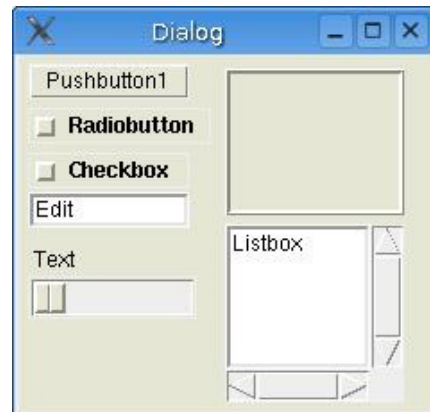 Dialog
Pushbutton1
Radiobutton
Checkbox
Edit
Text
Listbox